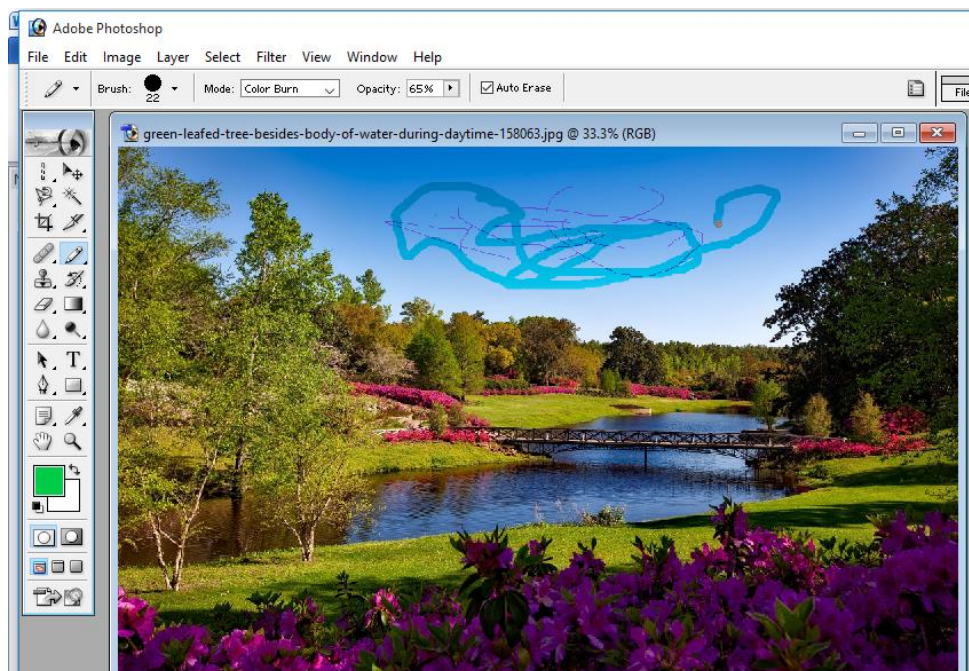 Adobe Photoshop
File Edit Image Layer Select Filter View Window Help
Brush: 22 Mode: Color Burn Opacity: 65% Auto Erase
File
green-leafed-tree-besides-body-of-water-during-daytime-158063.jpg @ 33.3% (RGB)
T